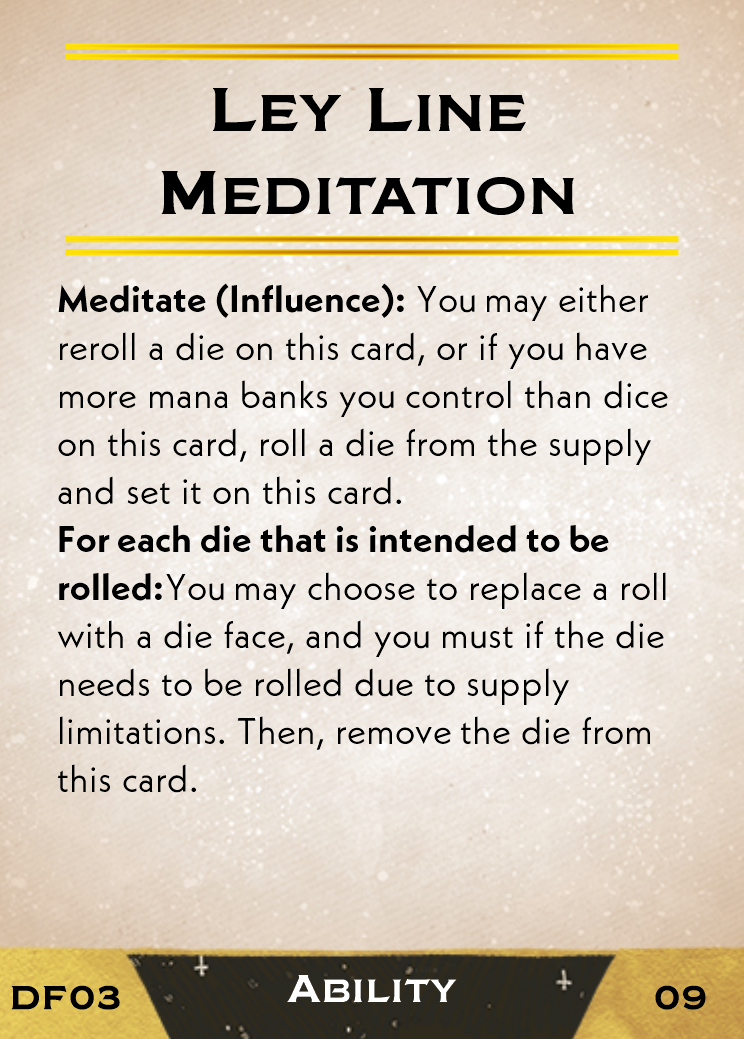 Ley Line
Meditation
Meditate (Influence): You may either
reroll a die on this card, or if you have
more mana banks you control than dice
on this card, roll a die from the supply
and set it on this card.
For each die that is intended to be
rolled:You may choose to replace a roll
with a die face, and you must if the die
needs to be rolled due to supply
limitations. Then, remove the die from
this card.
DF03 Ability 09